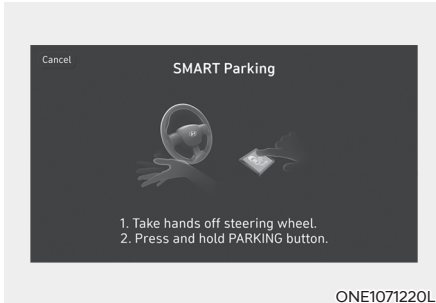 Cancel
SMART Parking
1. Take hands off steering wheel.
2. Press and hold PARKING button.
ONE1071220L